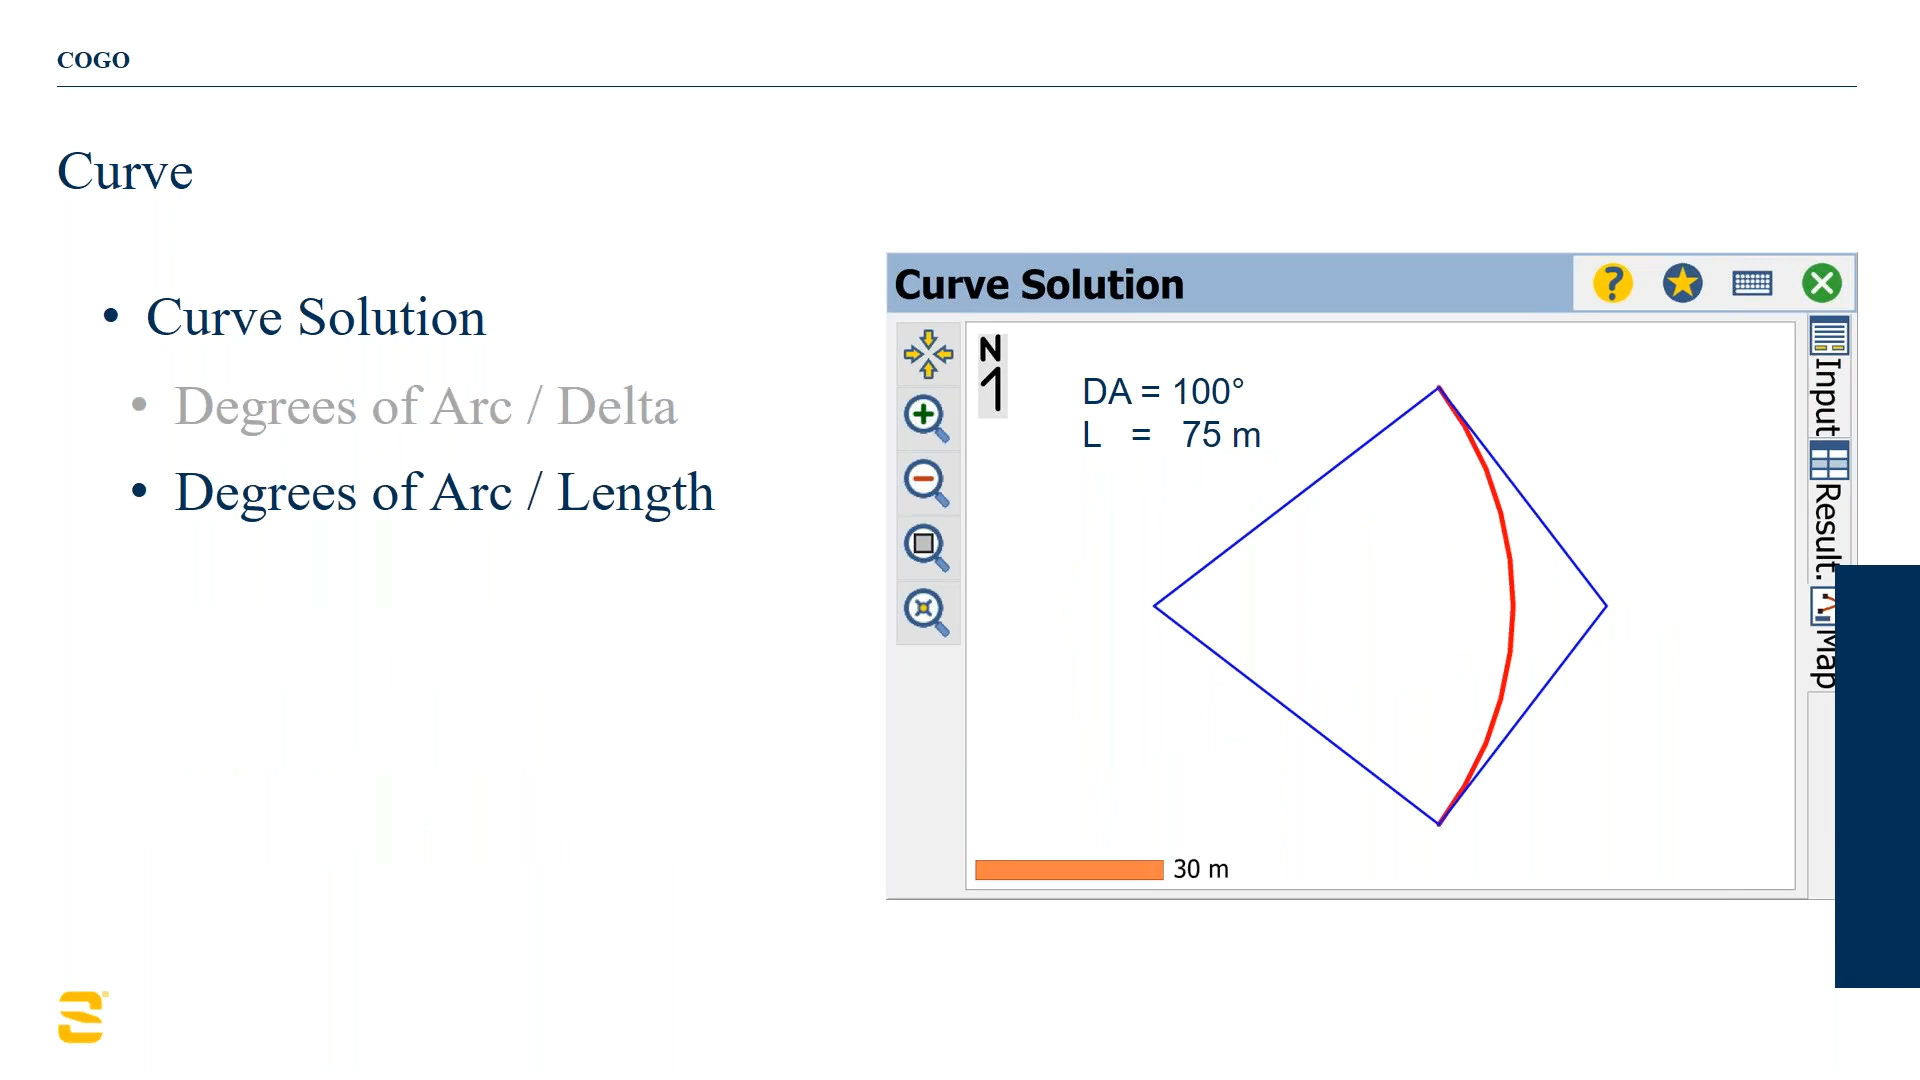 COGO
Curve
• Curve Solution
• Degrees of Arc / Delta
• Degrees of Arc / Length
Curve Solution
N
DA = 100°
L = 75 m
30 m
Input
Result.
Map